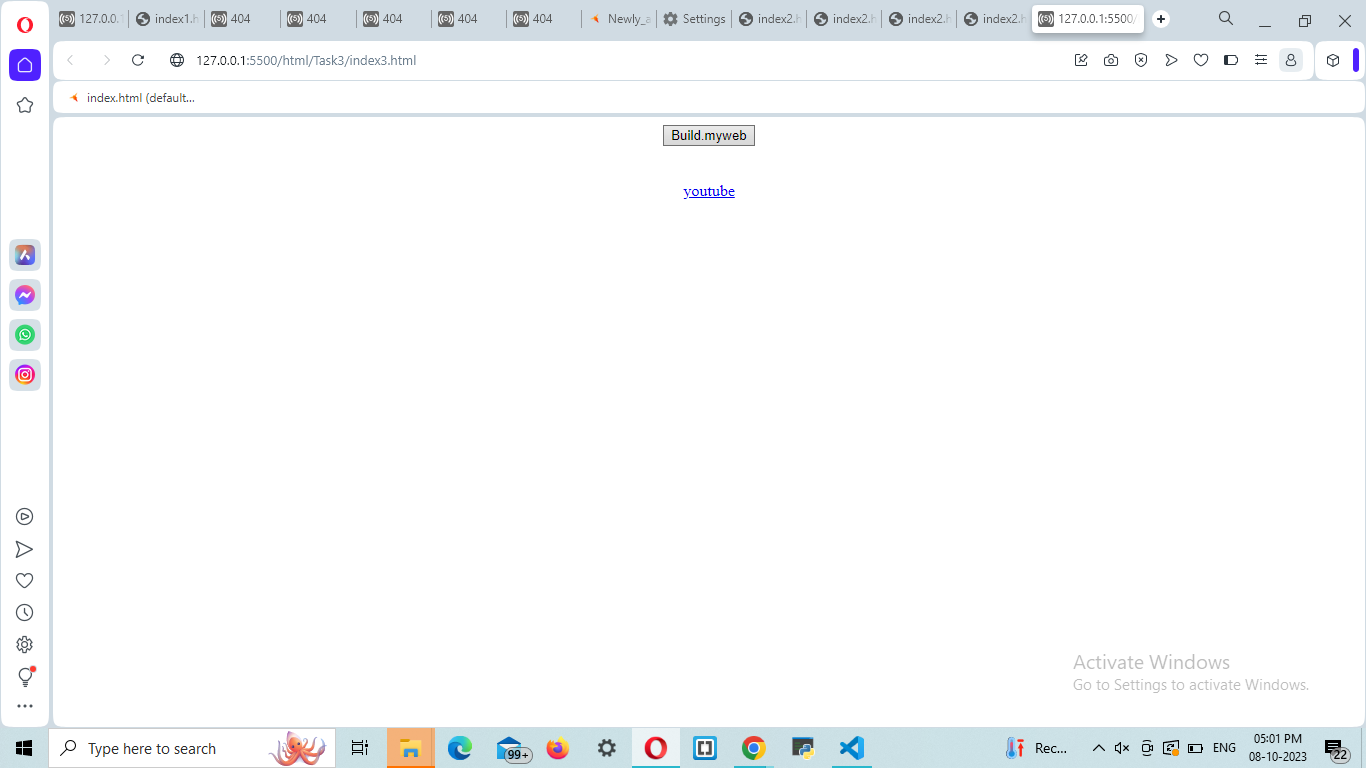 127.0.0.1 index1.h 404 404 404 404 404 Newly_a Settings index2.h index2.h index2.h index2.h 127.0.0.1:5500/
127.0.0.1:5500/html/Task3/index3.html
index.html (default...
Build.myweb
youtube
Activate Windows
Go to Settings to activate Windows.
Type here to search
99+
Rec...
ENG
05:01 PM
08-10-2023
22